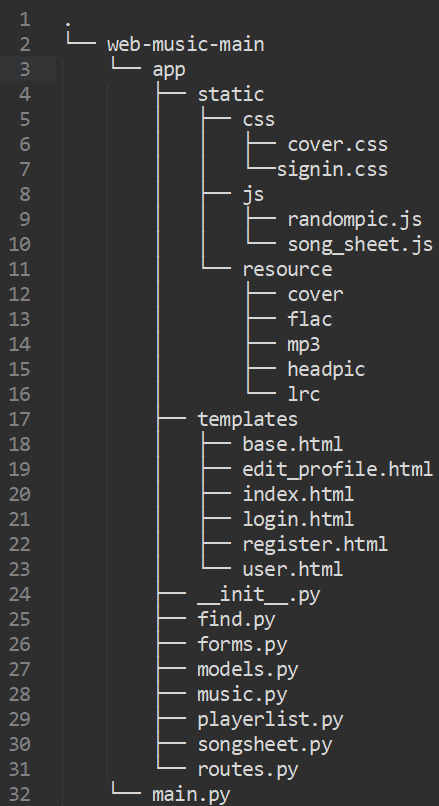 1 .
2 └── web-music-main
3     └── app
4         ├── static
5         │   ├── css
6         │   │   ├── cover.css
7         │   │   └──signin.css
8         │   ├── js
9         │   │   ├── randompic.js
10         │   │   └── song_sheet.js
11         │   └── resource
12         │       ├── cover
13         │       ├── flac
14         │       ├── mp3
15         │       ├── headpic
16         │       └── lrc
17         ├── templates
18         │   ├── base.html
19         │   ├── edit_profile.html
20         │   ├── index.html
21         │   ├── login.html
22         │   ├── register.html
23         │   └── user.html
24         ├── __init__.py
25         ├── find.py
26         ├── forms.py
27         ├── models.py
28         ├── music.py
29         ├── playerlist.py
30         ├── songsheet.py
31         └── routes.py
32     └── main.py